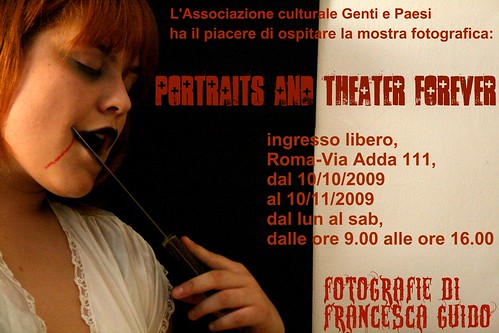 L'Associazione culturale Genti e Paesi
ha il piacere di ospitare la mostra fotografica:
PORTRAITS AND THEATER FOREVER
ingresso libero,
Roma-Via Adda 111,
dal 10/10/2009
al 10/11/2009
dal lun al sab,
dalle ore 9.00 alle ore 16.00
FOTOGRAFIE DI
FRANCESCA GUIDO